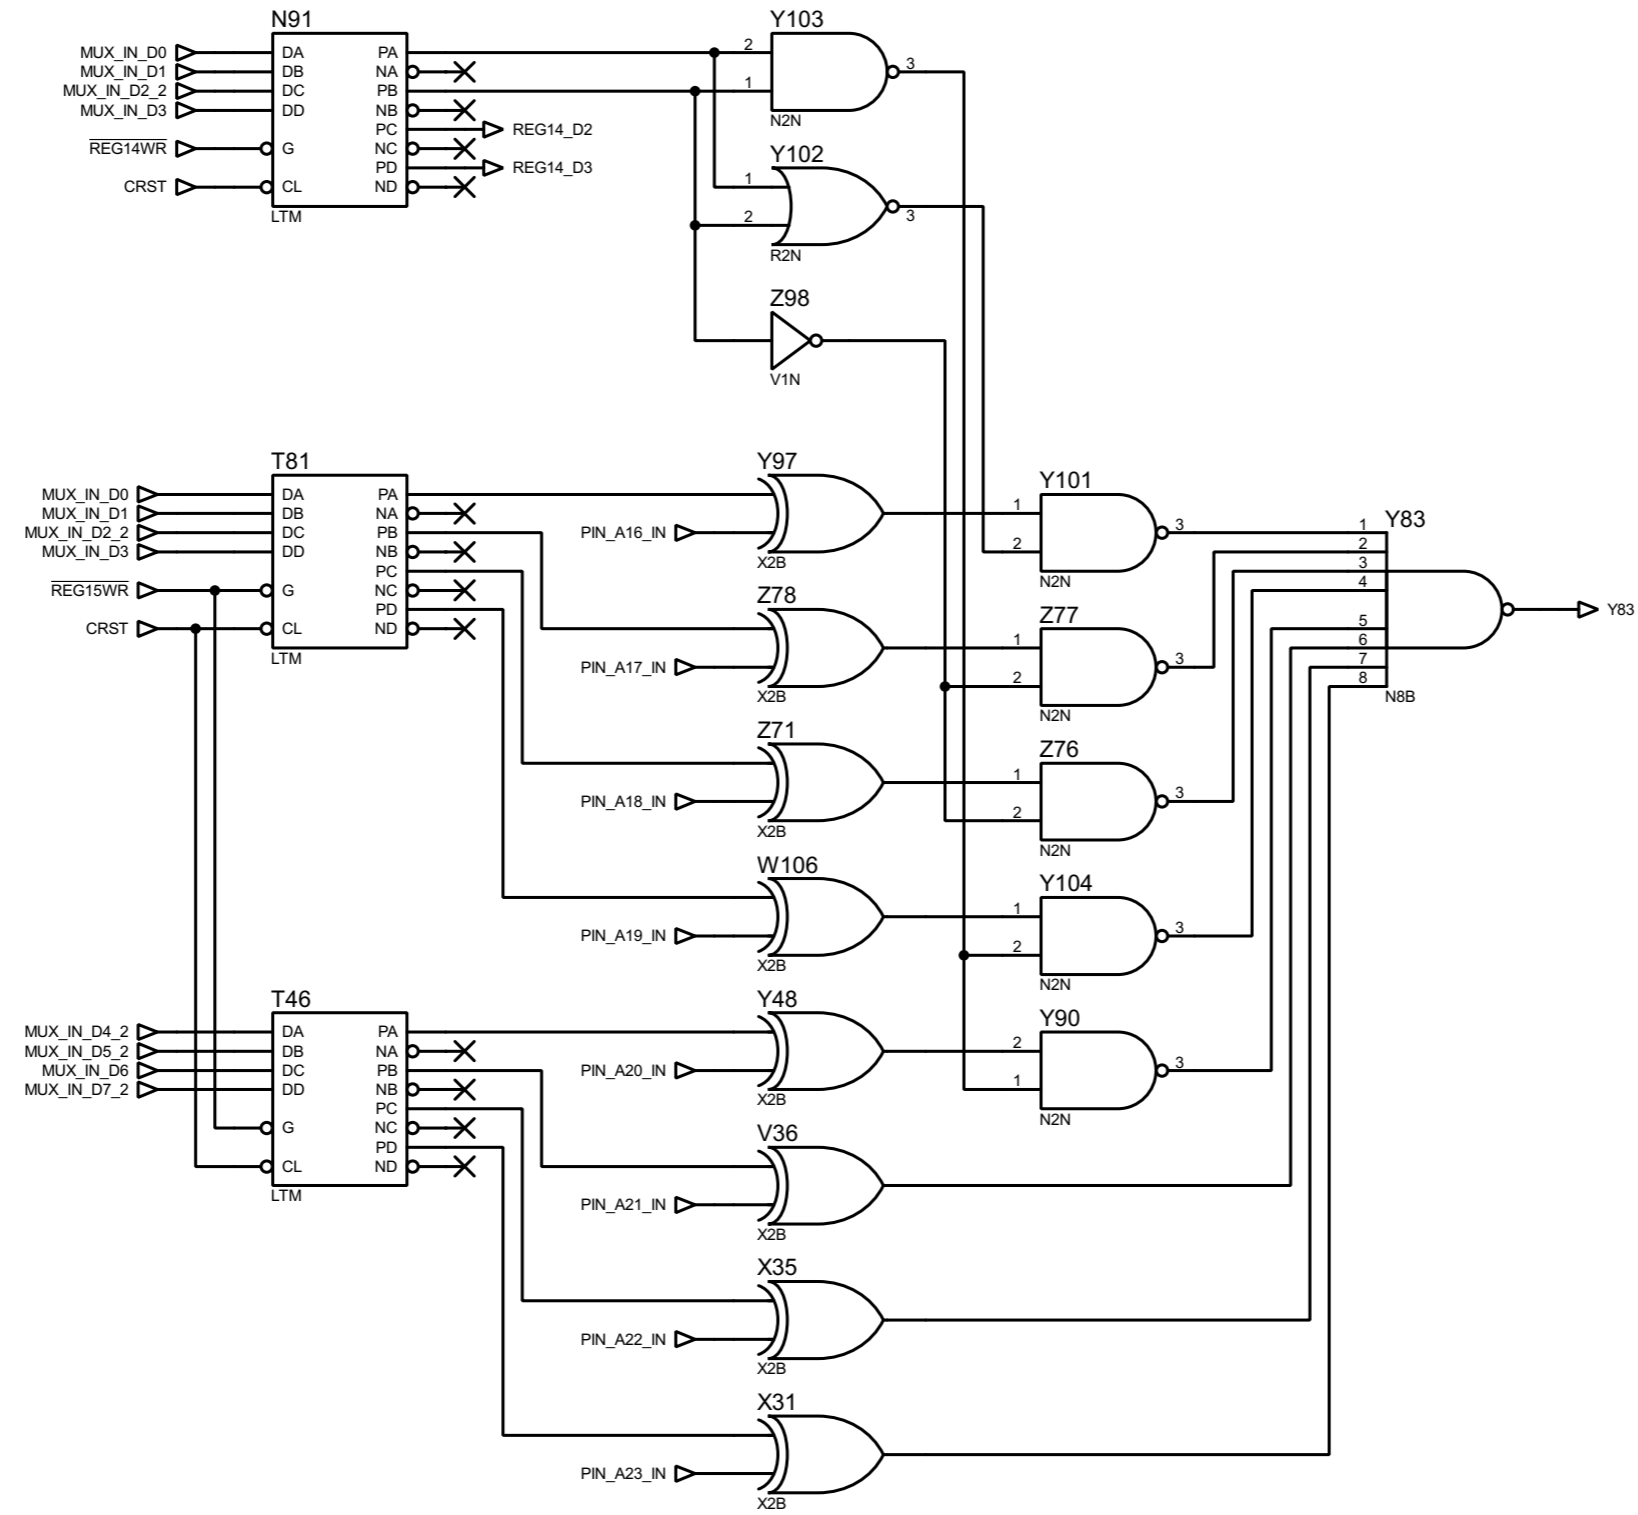 N91
MUX_IN_D0
MUX_IN_D1
MUX_IN_D2_2
MUX_IN_D3
REG14WR
CRST
DA
DB
DC
DD
G
CL
PA
NA
PB
NB
PC
NC
PD
ND
LTM
REG14_D2
REG14_D3
Y103
2
1
3
N2N
Y102
1
2
3
R2N
Z98
V1N
T81
MUX_IN_D0
MUX_IN_D1
MUX_IN_D2_2
MUX_IN_D3
REG15WR
CRST
DA
DB
DC
DD
G
CL
PA
NA
PB
NB
PC
NC
PD
ND
LTM
Y97
PIN_A16_IN
X2B
Z78
PIN_A17_IN
X2B
Z71
PIN_A18_IN
X2B
W106
PIN_A19_IN
X2B
Y101
1
2
3
N2N
Z77
1
2
3
N2N
Z76
1
2
3
N2N
Y104
1
2
3
N2N
Y90
2
1
3
N2N
Y83
1
2
3
4
5
6
7
8
N8B
Y83
T46
MUX_IN_D4_2
MUX_IN_D5_2
MUX_IN_D6
MUX_IN_D7_2
DA
DB
DC
DD
G
CL
PA
NA
PB
NB
PC
NC
PD
ND
LTM
Y48
PIN_A20_IN
X2B
V36
PIN_A21_IN
X2B
X35
PIN_A22_IN
X2B
X31
PIN_A23_IN
X2B